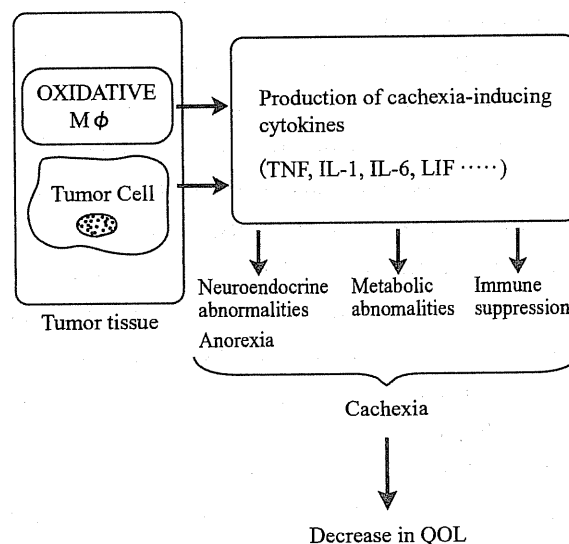 OXIDATIVE
Mϕ
Tumor Cell
Tumor tissue
Production of cachexia-inducing
cytokines
(TNF, IL-1, IL-6, LIF ·····)
Neuroendocrine
abnormalities
Anorexia
Metabolic
abnomalities
Immune
suppression
Cachexia
Decrease in QOL